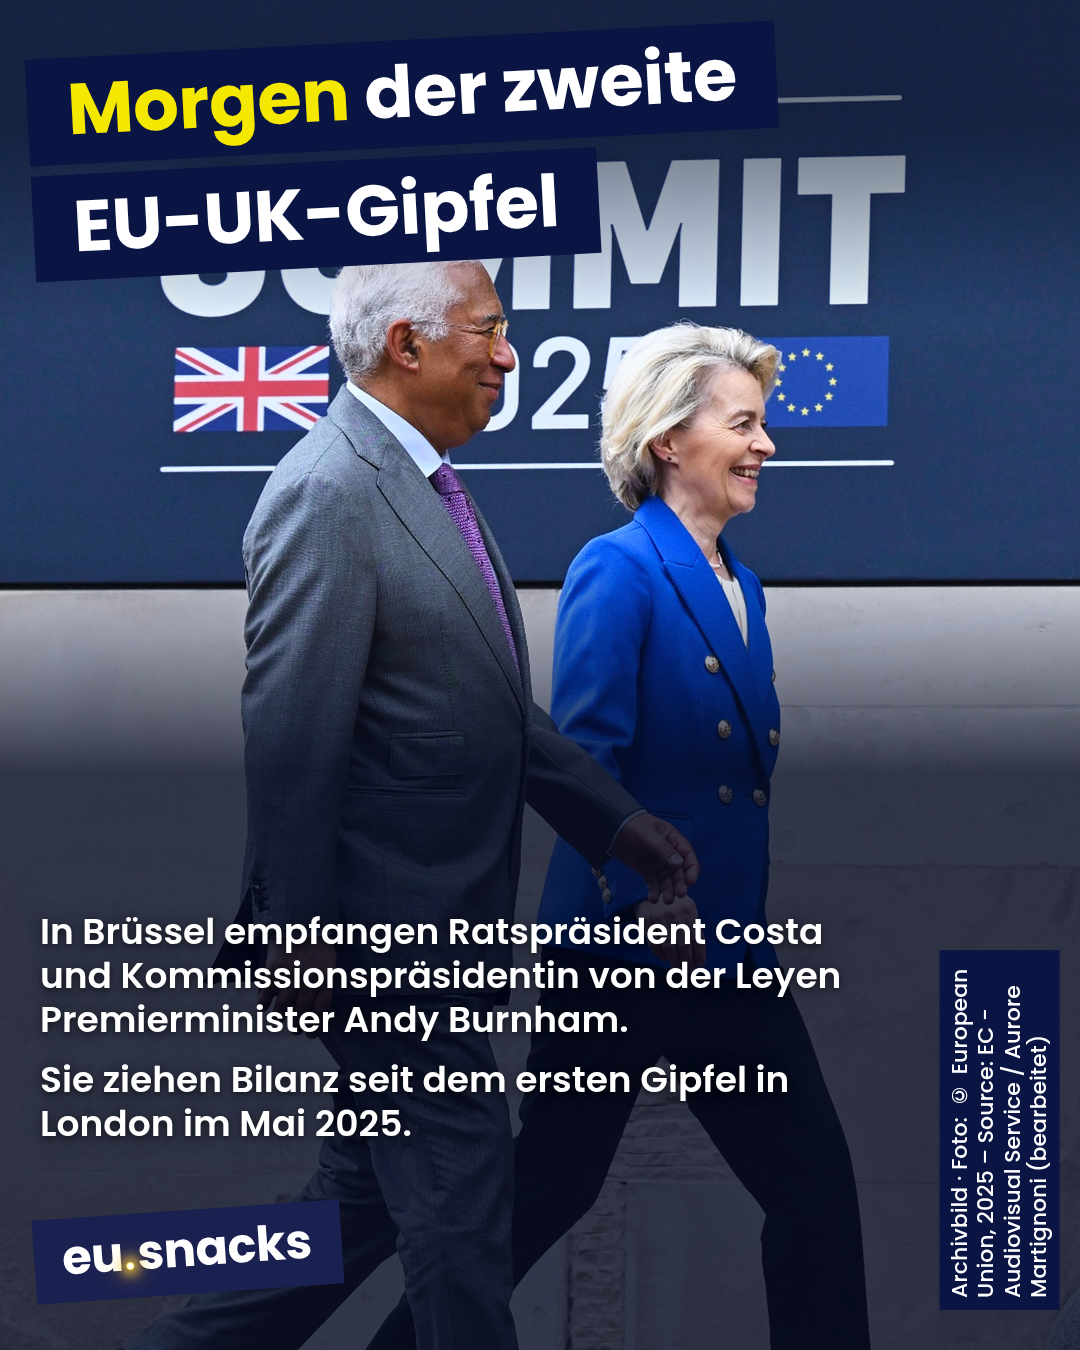 Morgen der zweite
EU-UK-Gipfel
SUMMIT
2025
In Brüssel empfangen Ratspräsident Costa
und Kommissionspräsidentin von der Leyen
Premierminister Andy Burnham.
Sie ziehen Bilanz seit dem ersten Gipfel in
London im Mai 2025.
eu.snacks
Archivbild · Foto: © European
Union, 2025 – Source: EC -
Audiovisual Service / Aurore
Martignoni (bearbeitet)